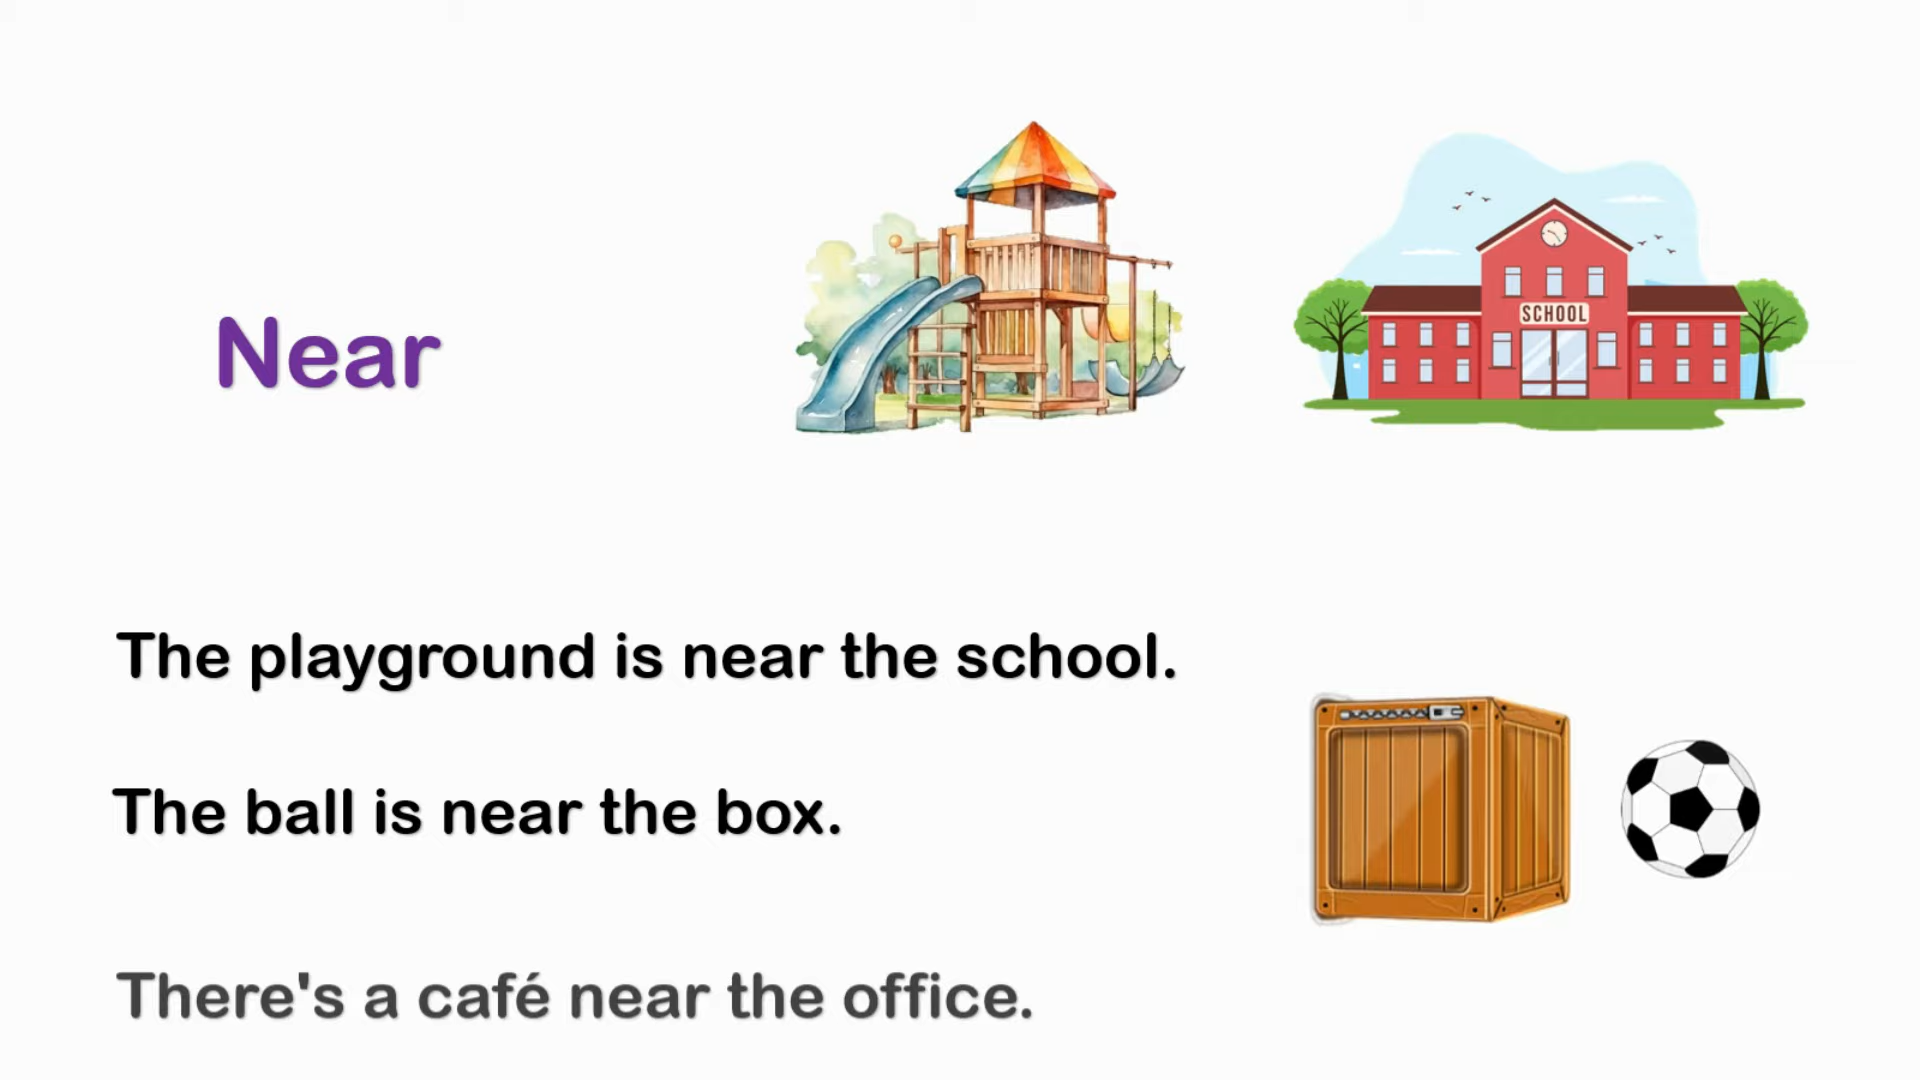 SCHOOL
Near
The playground is near the school.
The ball is near the box.
There's a café near the office.